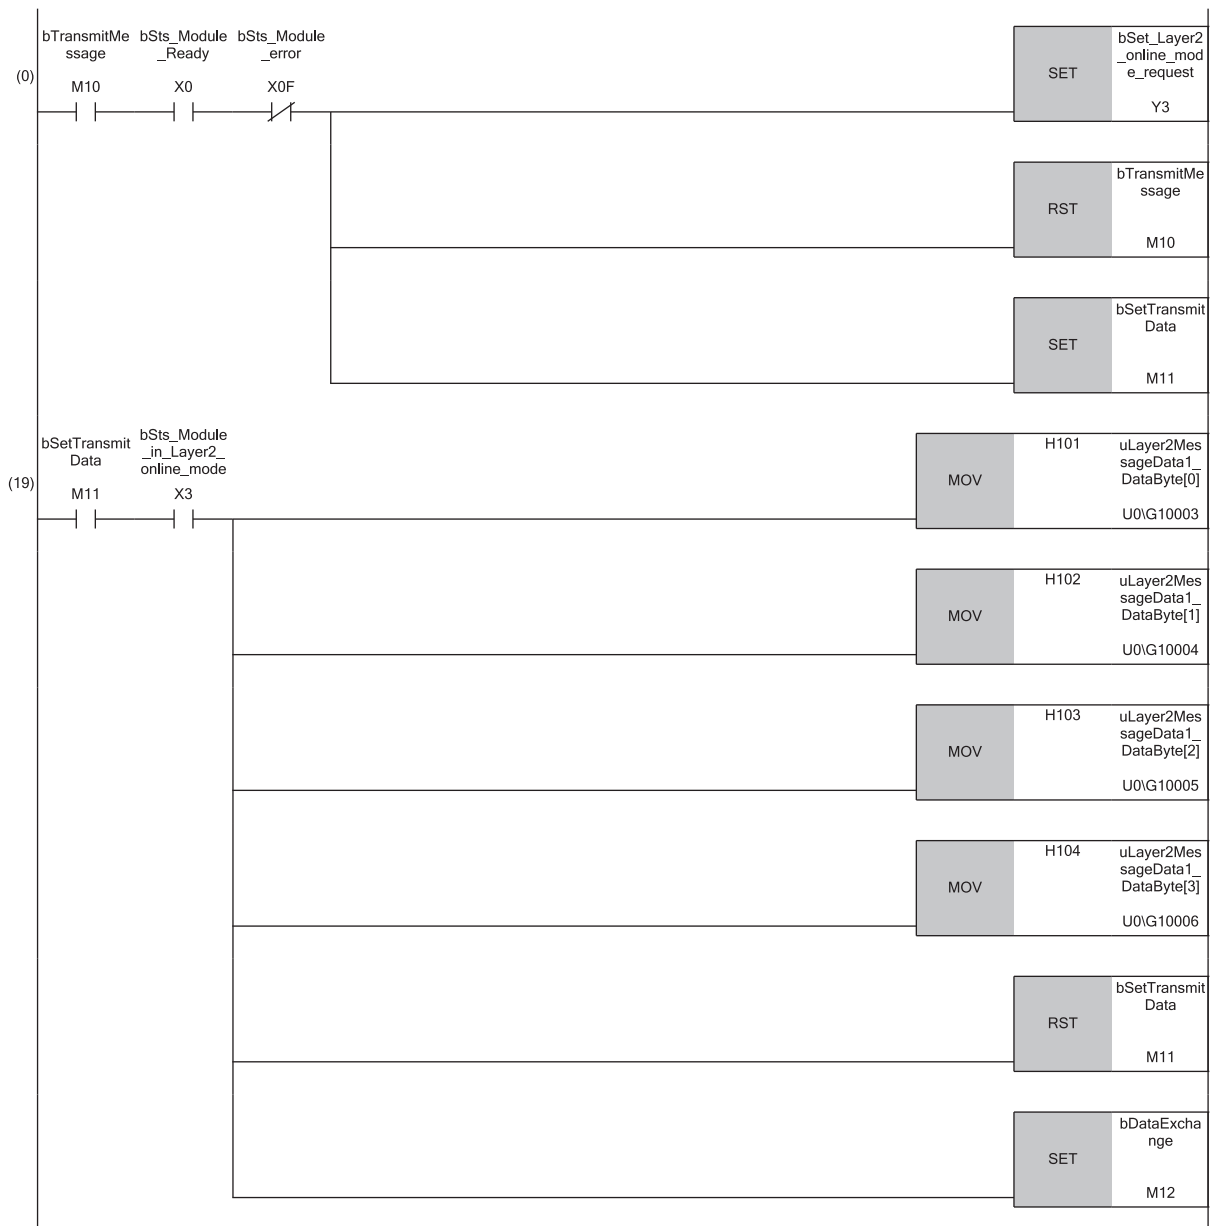 bTransmitMe
ssage
bSts_Module
_Ready
bSts_Module
_error
(0)
M10
X0
X0F
SET
bSet_Layer2
_online_mod
e_request
Y3
RST
bTransmitMe
ssage
M10
SET
bSetTransmit
Data
M11
bSetTransmit
Data
bSts_Module
_in_Layer2_
online_mode
(19)
M11
X3
MOV
H101
uLayer2Mes
sageData1_
DataByte[0]
U0\G10003
MOV
H102
uLayer2Mes
sageData1_
DataByte[1]
U0\G10004
MOV
H103
uLayer2Mes
sageData1_
DataByte[2]
U0\G10005
MOV
H104
uLayer2Mes
sageData1_
DataByte[3]
U0\G10006
RST
bSetTransmit
Data
M11
SET
bDataExcha
nge
M12